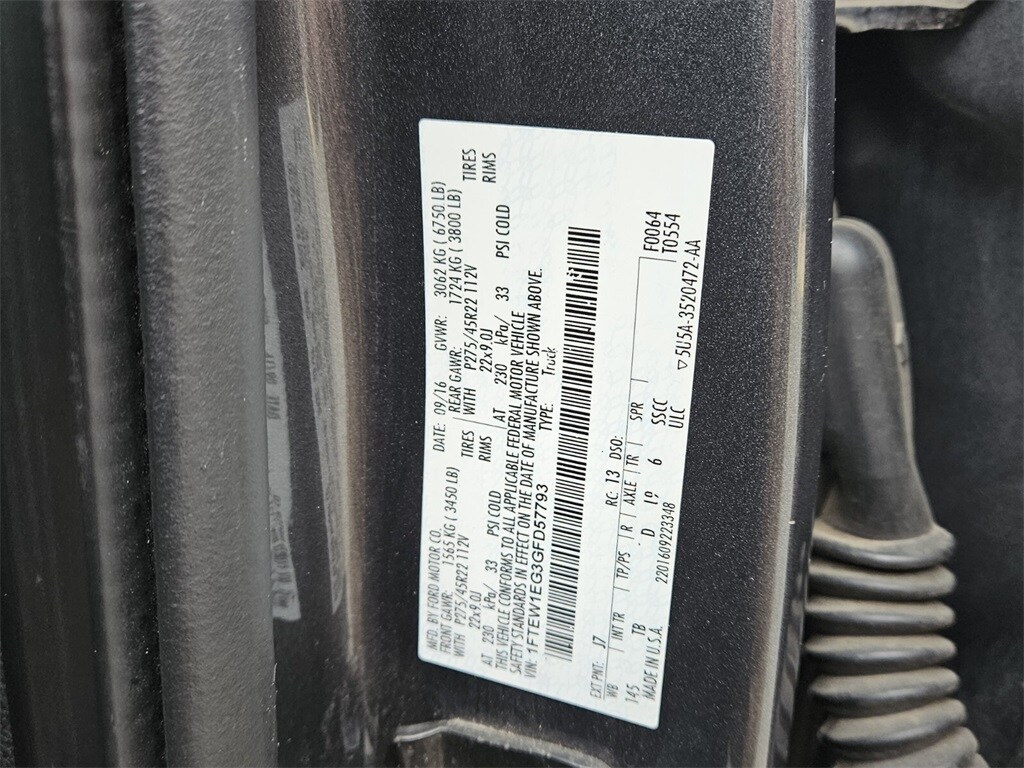 MFD. BY FORD MOTOR CO. DATE: 09/16 GVWR: 3062 KG ( 6750 LB)
FRONT GAWR: 1565 KG ( 3450 LB) REAR GAWR: 1724 KG ( 3800 LB)
WITH P275/45R22 112V TIRES WITH P275/45R22 112V TIRES
22x9.0J RIMS 22x9.0J RIMS
AT 230 kPa/ 33 PSI COLD AT 230 kPa/ 33 PSI COLD
THIS VEHICLE CONFORMS TO ALL APPLICABLE FEDERAL MOTOR VEHICLE
SAFETY STANDARDS IN EFFECT ON THE DATE OF MANUFACTURE SHOWN ABOVE.
VIN: 1FTEW1EG3GFD57793 TYPE: Truck
EXT PNT: J7 RC: 13 DSO: F0064
WB INT TR TP/PS R AXLE TR SPR T0554
145 TB D 19 6 SSCC
MADE IN U.S.A. 2201609223348 ULC
▽5U5A-3520472-AA